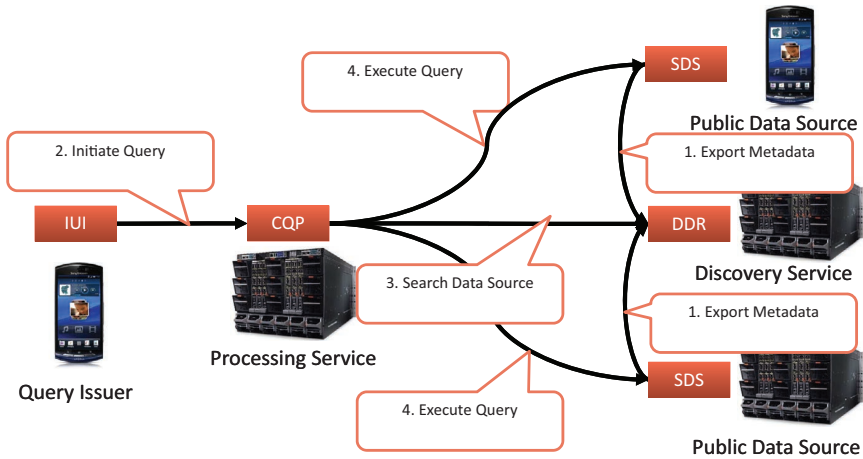 SDS
4. Execute Query
Public Data Source
2. Initiate Query
1. Export Metadata
IUI
CQP
DDR
3. Search Data Source
Discovery Service
1. Export Metadata
Processing Service
Query Issuer
4. Execute Query
SDS
Public Data Source